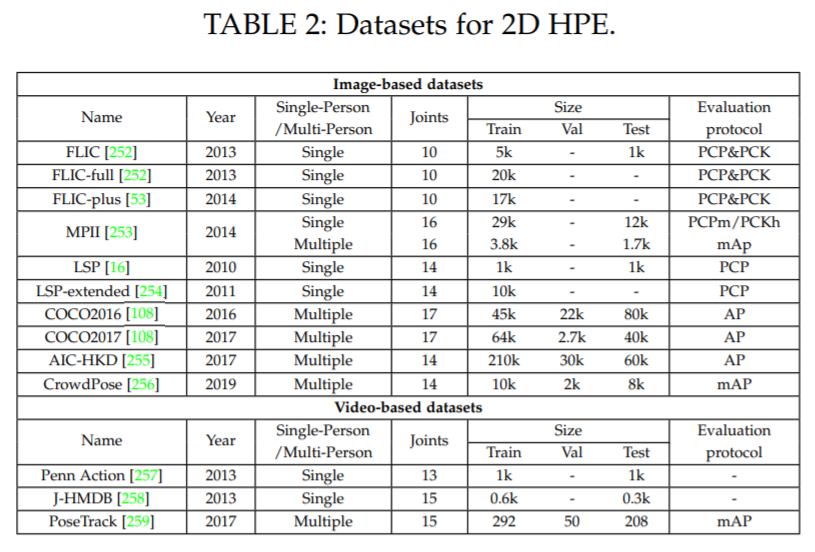 TABLE 2: Datasets for 2D HPE.
Image-based datasets
Name Year Single-Person /Multi-Person Joints Size Evaluation protocol
Train Val Test
FLIC [252] 2013 Single 10 5k - 1k PCP&PCK
FLIC-full [252] 2013 Single 10 20k - - PCP&PCK
FLIC-plus [53] 2014 Single 10 17k - - PCP&PCK
MPII [253] 2014 Single 16 29k - 12k PCPm/PCKh
Multiple 16 3.8k - 1.7k mAp
LSP [16] 2010 Single 14 1k - 1k PCP
LSP-extended [254] 2011 Single 14 10k - - PCP
COCO2016 [108] 2016 Multiple 17 45k 22k 80k AP
COCO2017 [108] 2017 Multiple 17 64k 2.7k 40k AP
AIC-HKD [255] 2017 Multiple 14 210k 30k 60k AP
CrowdPose [256] 2019 Multiple 14 10k 2k 8k mAP
Video-based datasets
Name Year Single-Person /Multi-Person Joints Size Evaluation protocol
Train Val Test
Penn Action [257] 2013 Single 13 1k - 1k -
J-HMDB [258] 2013 Single 15 0.6k - 0.3k -
PoseTrack [259] 2017 Multiple 15 292 50 208 mAP